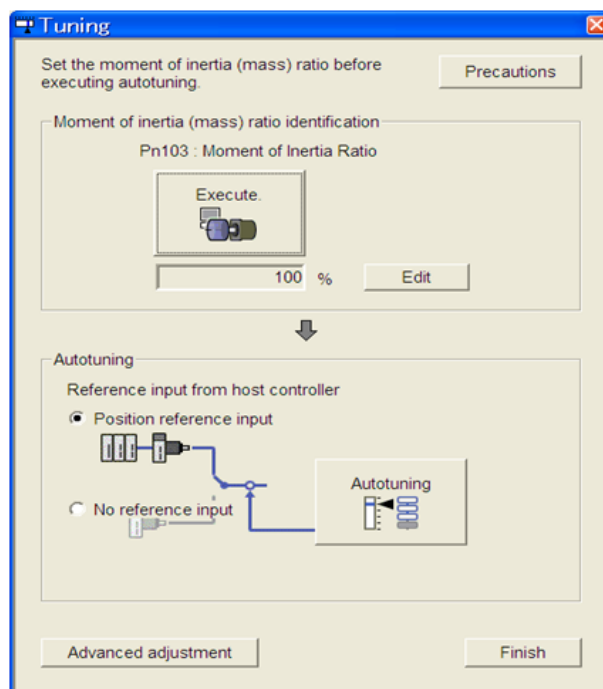 Tuning
Set the moment of inertia (mass) ratio before
executing autotuning.
Precautions
Moment of inertia (mass) ratio identification
Pn103 : Moment of Inertia Ratio
Execute.
100 %
Edit
Autotuning
Reference input from host controller
Position reference input
No reference input
Autotuning
Advanced adjustment
Finish